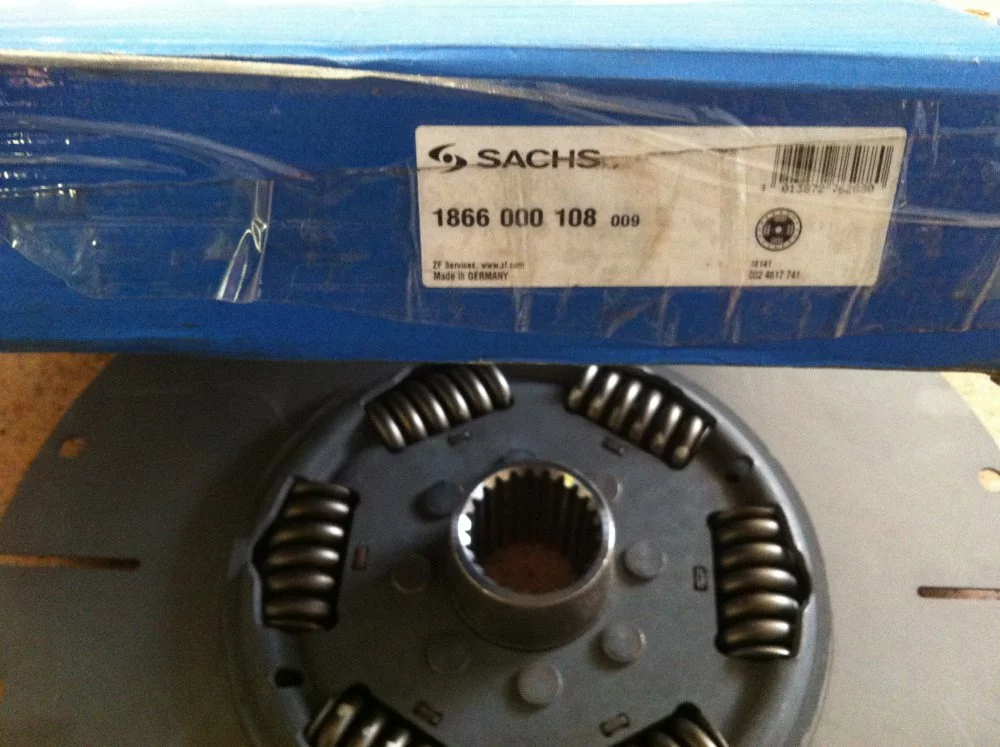 SACHS
1866 000 108 009
ZF Services, www.zf.com
Made in GERMANY
002 4617 741